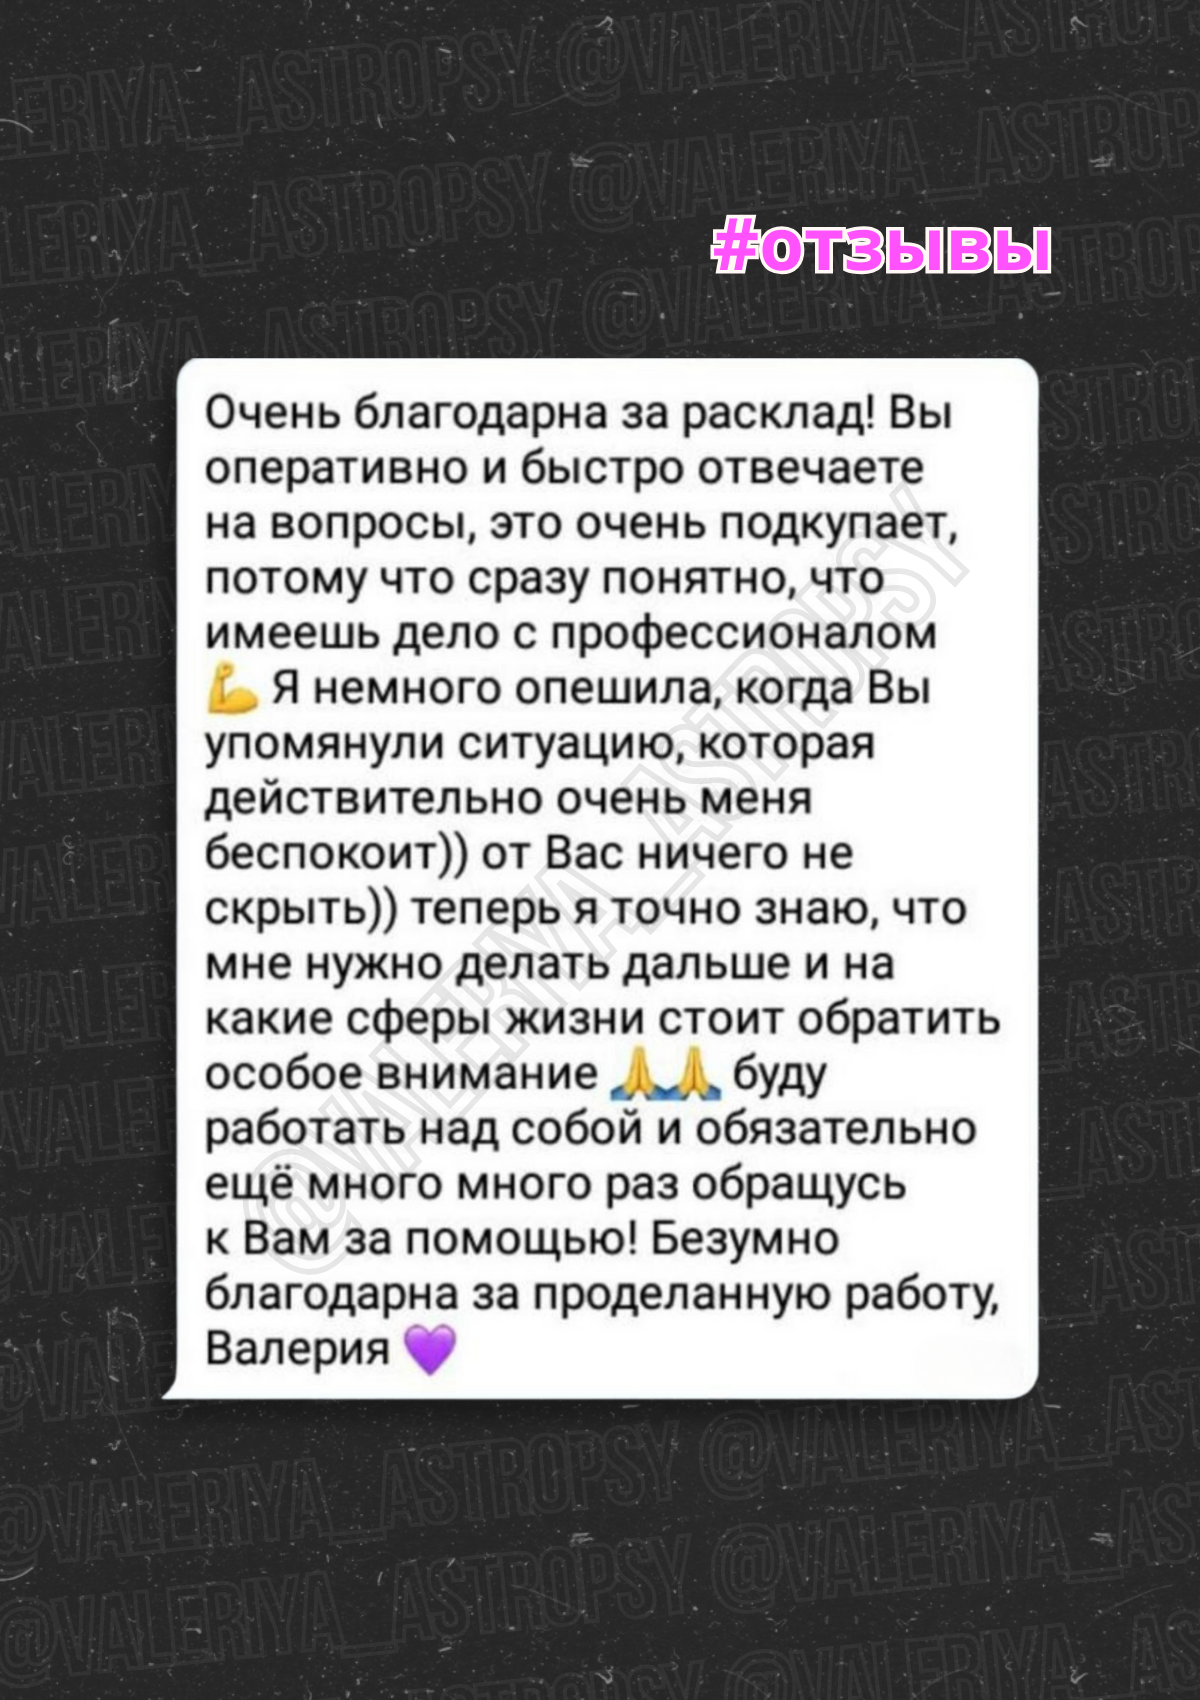 #отзывы
Очень благодарна за расклад! Вы
оперативно и быстро отвечаете
на вопросы, это очень подкупает,
потому что сразу понятно, что
имеешь дело с профессионалом
💪 Я немного опешила, когда Вы
упомянули ситуацию, которая
действительно очень меня
беспокоит)) от Вас ничего не
скрыть)) теперь я точно знаю, что
мне нужно делать дальше и на
какие сферы жизни стоит обратить
особое внимание 🙏🙏 буду
работать над собой и обязательно
ещё много много раз обращусь
к Вам за помощью! Безумно
благодарна за проделанную работу,
Валерия 💜
@VALERIYA_ASTROPSY